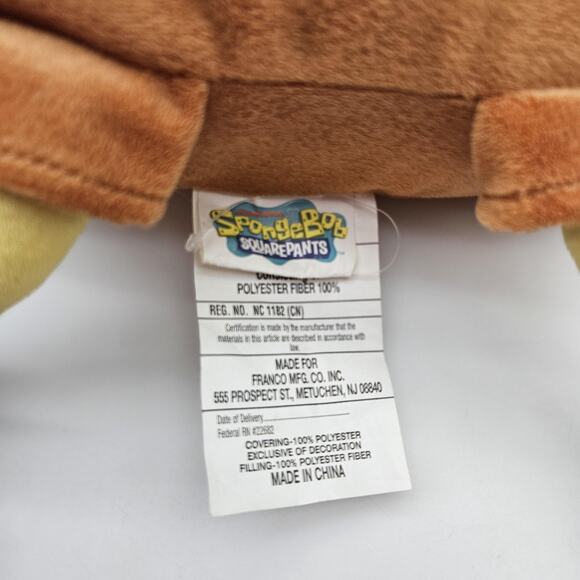 SpongeBob
SQUAREPANTS
POLYESTER FIBER 100%
REG. NO. NC 1182 (CN)
Certification is made by the manufacturer that the
materials in this article are described in accordance with
law.
MADE FOR
FRANCO MFG. CO. INC.
555 PROSPECT ST., METUCHEN, NJ 08840
Date of Delivery
Federal RN #22682
COVERING-100% POLYESTER
EXCLUSIVE OF DECORATION
FILLING-100% POLYESTER FIBER
MADE IN CHINA